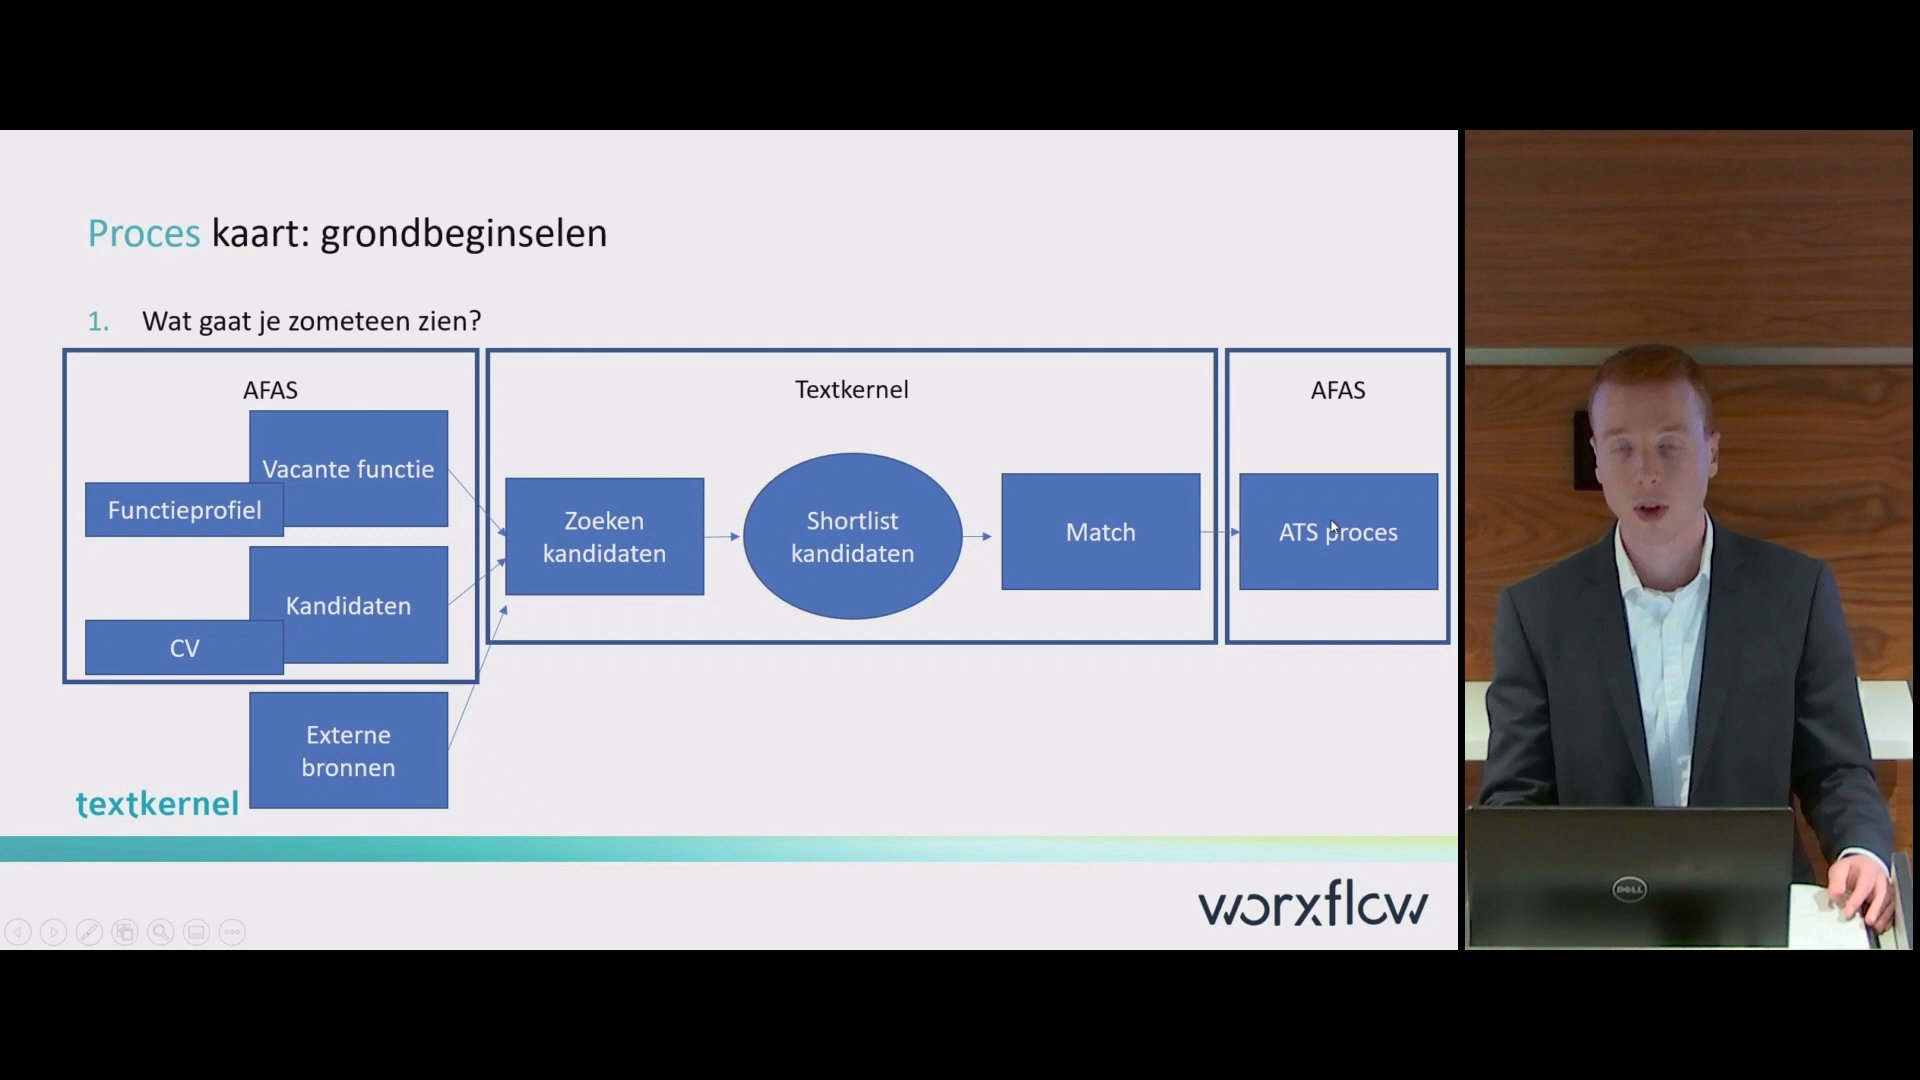 Proces kaart: grondbeginselen
1. Wat gaat je zometeen zien?
AFAS
Vacante functie
Functieprofiel
Kandidaten
CV
Externe
bronnen
Textkernel
Zoeken
kandidaten
Shortlist
kandidaten
Match
AFAS
ATS proces
textkernel
worxflow
DELL